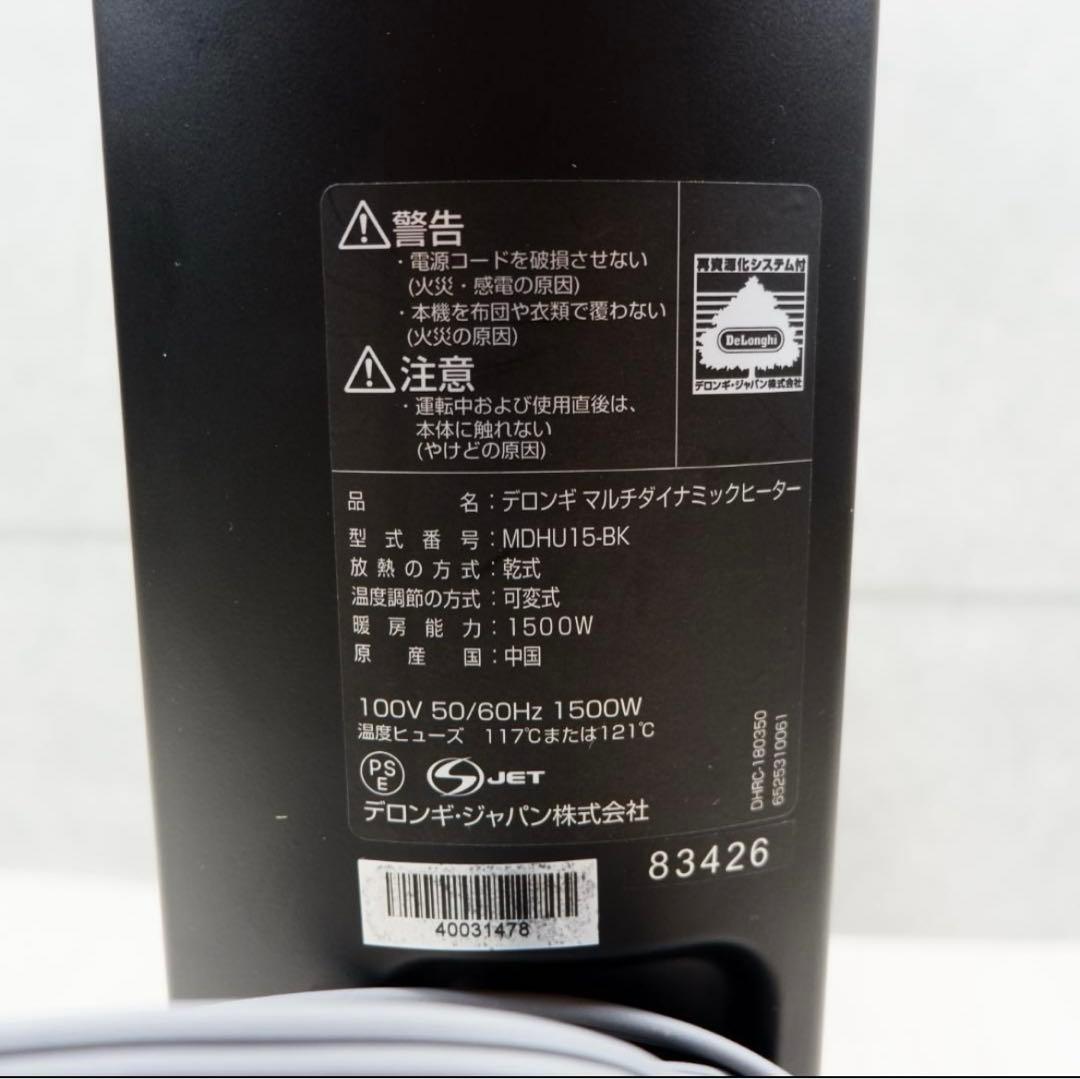 警告
・電源コードを破損させない
(火災・感電の原因)
・本機を布団や衣類で覆わない
(火災の原因)
注意
・運転中および使用直後は、
本体に触れない
(やけどの原因)
再資源化システム付
DeLonghi
デロンギ・ジャパン株式会社
品名：デロンギ マルチダイナミックヒーター
型式番号：MDHU15-BK
放熱の方式：乾式
温度調節の方式：可変式
暖房能力：1500W
原産国：中国
100V 50/60Hz 1500W
温度ヒューズ 117℃または121℃
PS
E
JET
デロンギ・ジャパン株式会社
DHRC-180350
6525310061
83426
40031478